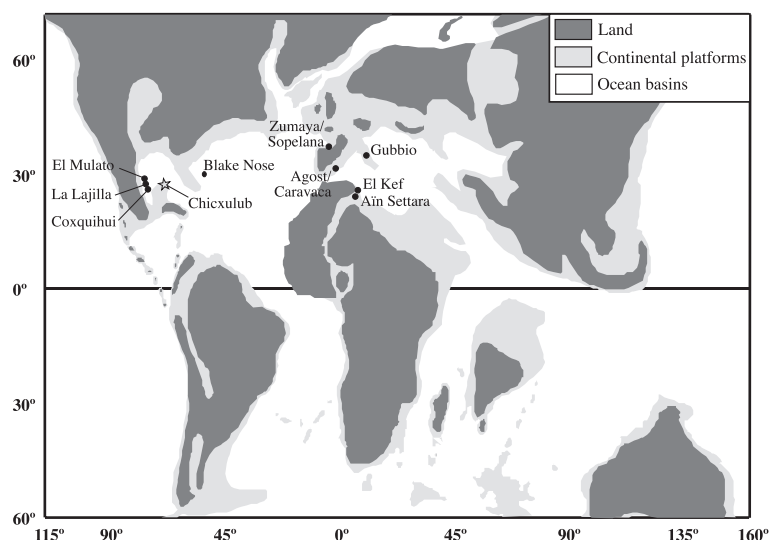 Land
Continental platforms
Ocean basins
60º
30º
0º
30º
60º
Zumaya/
Sopelana
Gubbio
El Mulato
Blake Nose
La Lajilla
Chicxulub
Coxquihui
Agost/
Caravaca
El Kef
Aïn Settara
115º 90º 45º 0º 45º 90º 135º 160º